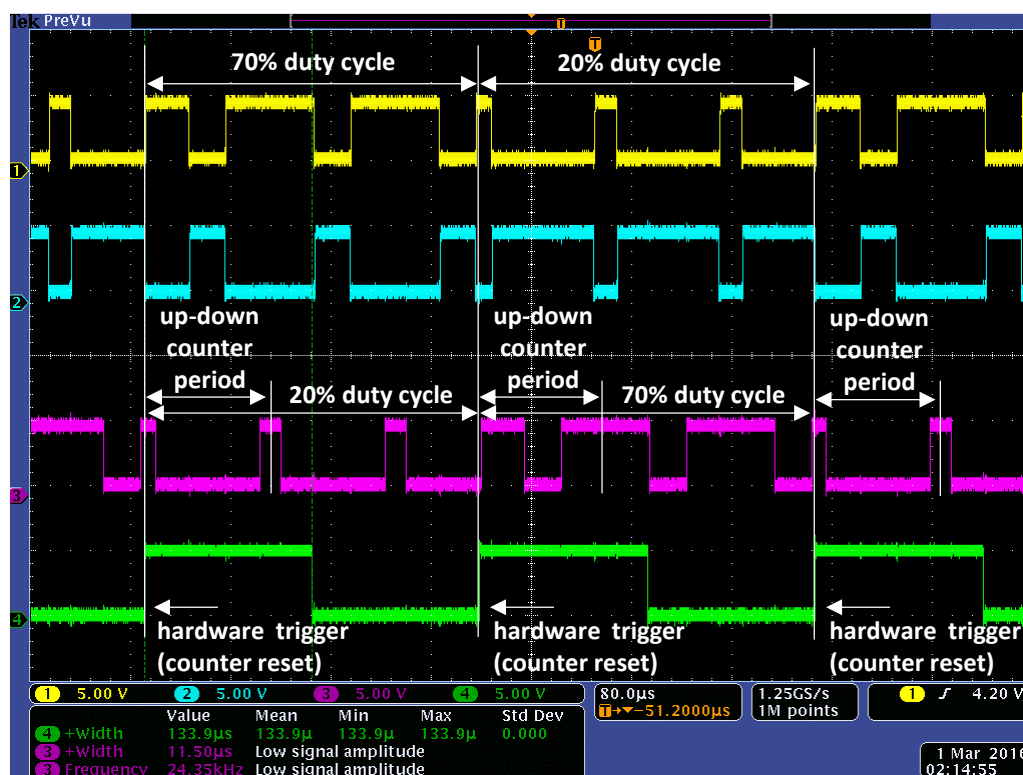 Tek PreVu
T
T
70% duty cycle
20% duty cycle
1
2
up-down
counter
period
up-down
counter
period
up-down
counter
period
20% duty cycle
70% duty cycle
3
4
hardware trigger
(counter reset)
hardware trigger
(counter reset)
hardware trigger
(counter reset)
1 5.00 V 2 5.00 V 3 5.00 V 4 5.00 V
80.0µs
T→▼-51.2000µs
1.25GS/s
1M points
1 ∫ 4.20 V
Value Mean Min Max Std Dev
4 +Width 133.9µs 133.9µ 133.9µ 133.9µ 0.000
3 +Width 11.50µs Low signal amplitude
3 Frequency 24.35kHz Low signal amplitude
1 Mar 2016
02:14:55